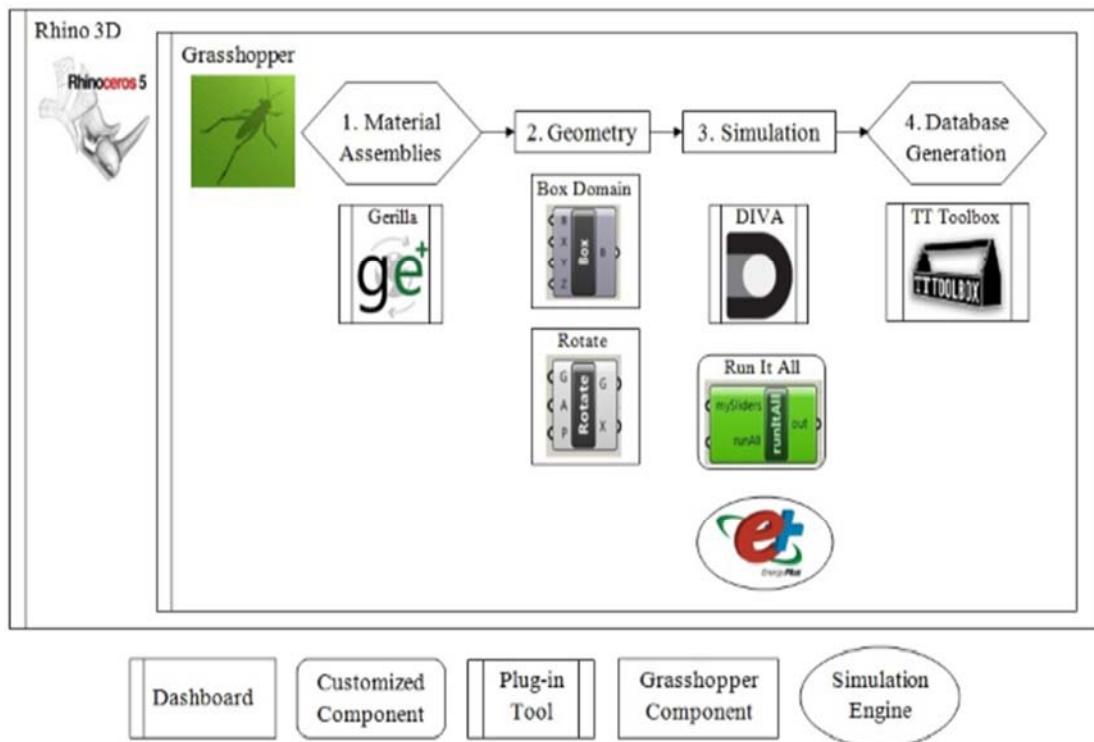 Rhino 3D
Rhinoceros 5
Grasshopper
1. Material
Assemblies
2. Geometry
3. Simulation
4. Database
Generation
Gerilla
ge+
Box Domain
B
X
Y
Z
Box
B
DIVA
TT Toolbox
TT TOOLBOX
Rotate
G
A
P
Rotate
G
X
Run It All
mySliders
runAll
runItAll
out
e+
EnergyPlus
Dashboard
Customized
Component
Plug-in
Tool
Grasshopper
Component
Simulation
Engine